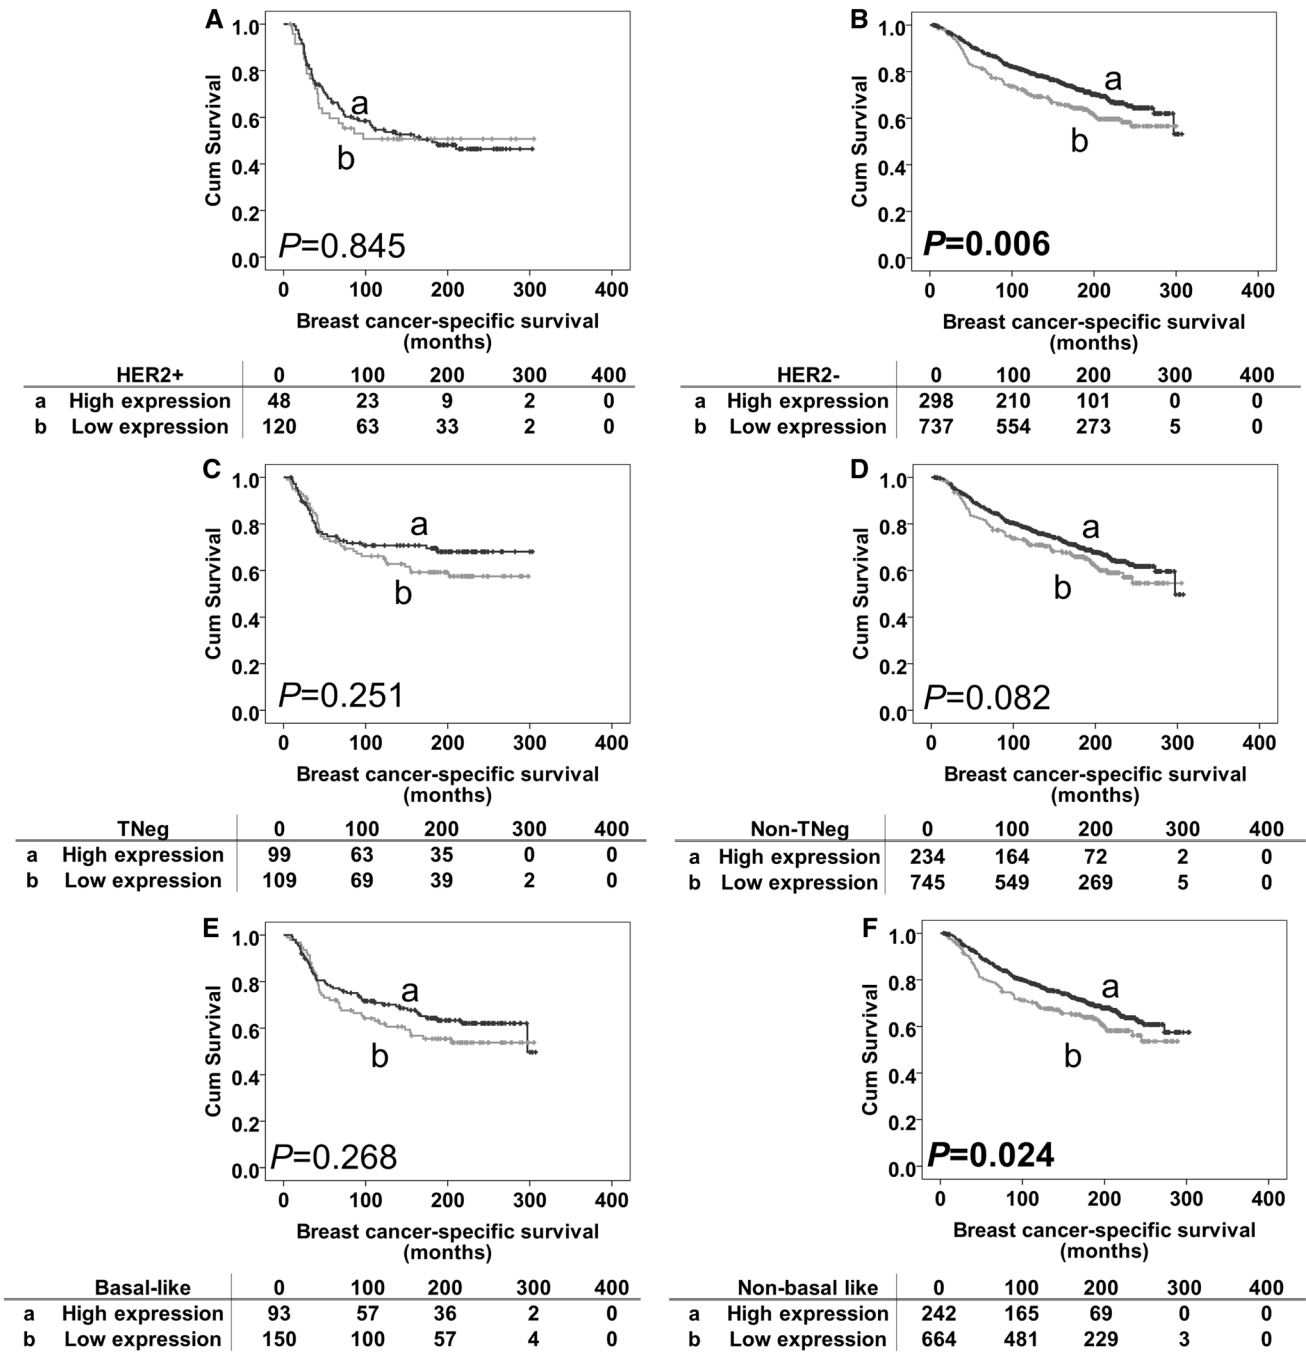 A
1.0
0.8
0.6
0.4
0.2
0.0
Cum Survival
a
b
P=0.845
0 100 200 300 400
Breast cancer-specific survival
(months)
HER2+ 0 100 200 300 400
a High expression 48 23 9 2 0
b Low expression 120 63 33 2 0
B
1.0
0.8
0.6
0.4
0.2
0.0
Cum Survival
a
b
P=0.006
0 100 200 300 400
Breast cancer-specific survival
(months)
HER2- 0 100 200 300 400
a High expression 298 210 101 0 0
b Low expression 737 554 273 5 0
C
1.0
0.8
0.6
0.4
0.2
0.0
Cum Survival
a
b
P=0.251
0 100 200 300 400
Breast cancer-specific survival
(months)
TNeg 0 100 200 300 400
a High expression 99 63 35 0 0
b Low expression 109 69 39 2 0
D
1.0
0.8
0.6
0.4
0.2
0.0
Cum Survival
a
b
P=0.082
0 100 200 300 400
Breast cancer-specific survival
(months)
Non-TNeg 0 100 200 300 400
a High expression 234 164 72 2 0
b Low expression 745 549 269 5 0
E
1.0
0.8
0.6
0.4
0.2
0.0
Cum Survival
a
b
P=0.268
0 100 200 300 400
Breast cancer-specific survival
(months)
Basal-like 0 100 200 300 400
a High expression 93 57 36 2 0
b Low expression 150 100 57 4 0
F
1.0
0.8
0.6
0.4
0.2
0.0
Cum Survival
a
b
P=0.024
0 100 200 300 400
Breast cancer-specific survival
(months)
Non-basal like 0 100 200 300 400
a High expression 242 165 69 0 0
b Low expression 664 481 229 3 0